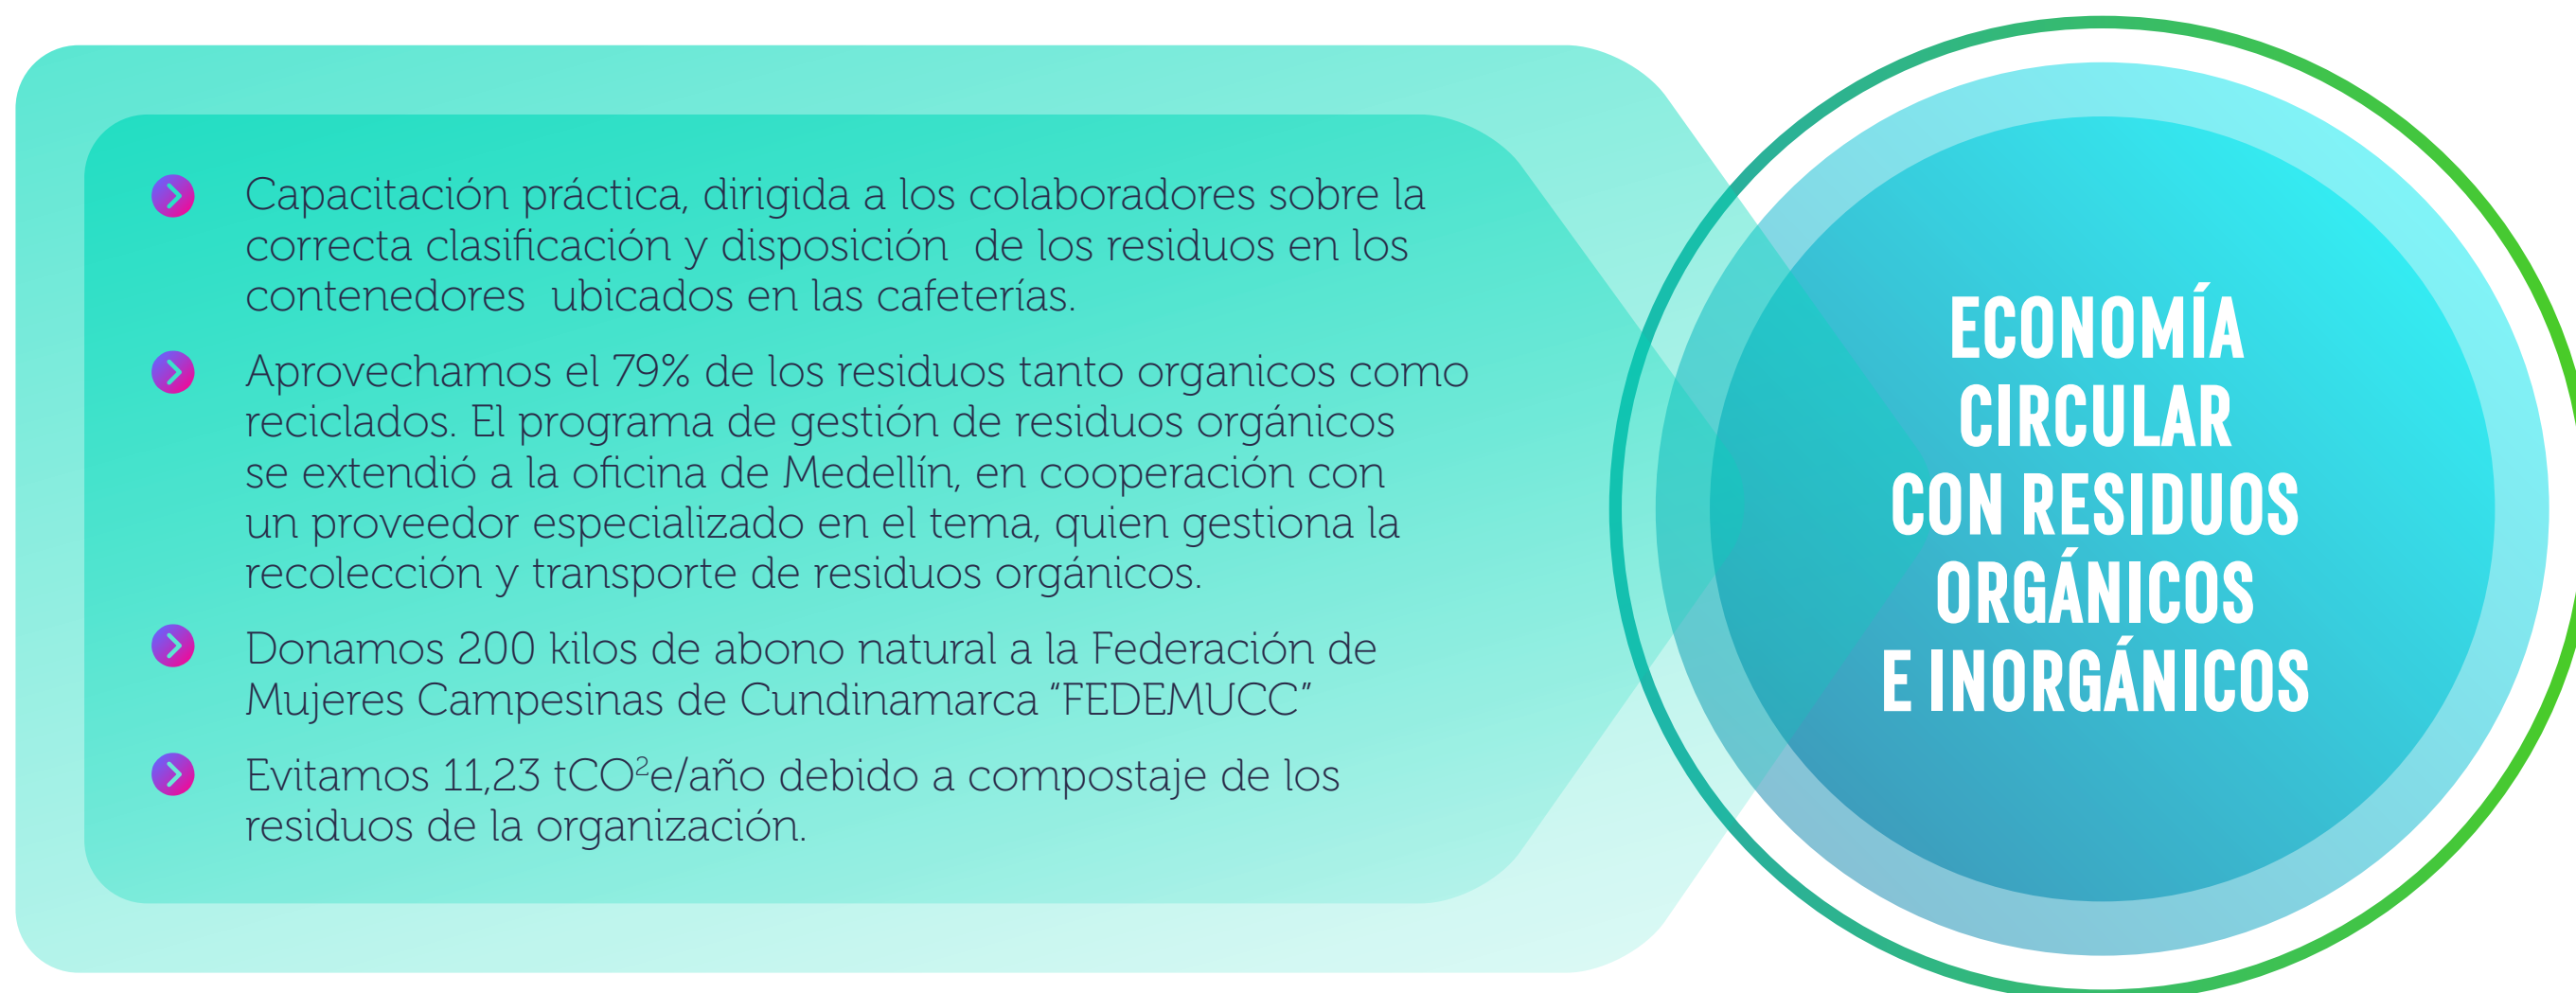 Capacitación práctica, dirigida a los colaboradores sobre la
correcta clasificación y disposición  de los residuos en los
contenedores  ubicados en las cafeterías.
Aprovechamos el 79% de los residuos tanto organicos como
reciclados. El programa de gestión de residuos orgánicos
se extendió a la oficina de Medellín, en cooperación con
un proveedor especializado en el tema, quien gestiona la
recolección y transporte de residuos orgánicos.
Donamos 200 kilos de abono natural a la Federación de
Mujeres Campesinas de Cundinamarca “FEDEMUCC”
Evitamos 11,23 tCO²e/año debido a compostaje de los
residuos de la organización.
ECONOMÍA
CIRCULAR
CON RESIDUOS
ORGÁNICOS
E INORGÁNICOS